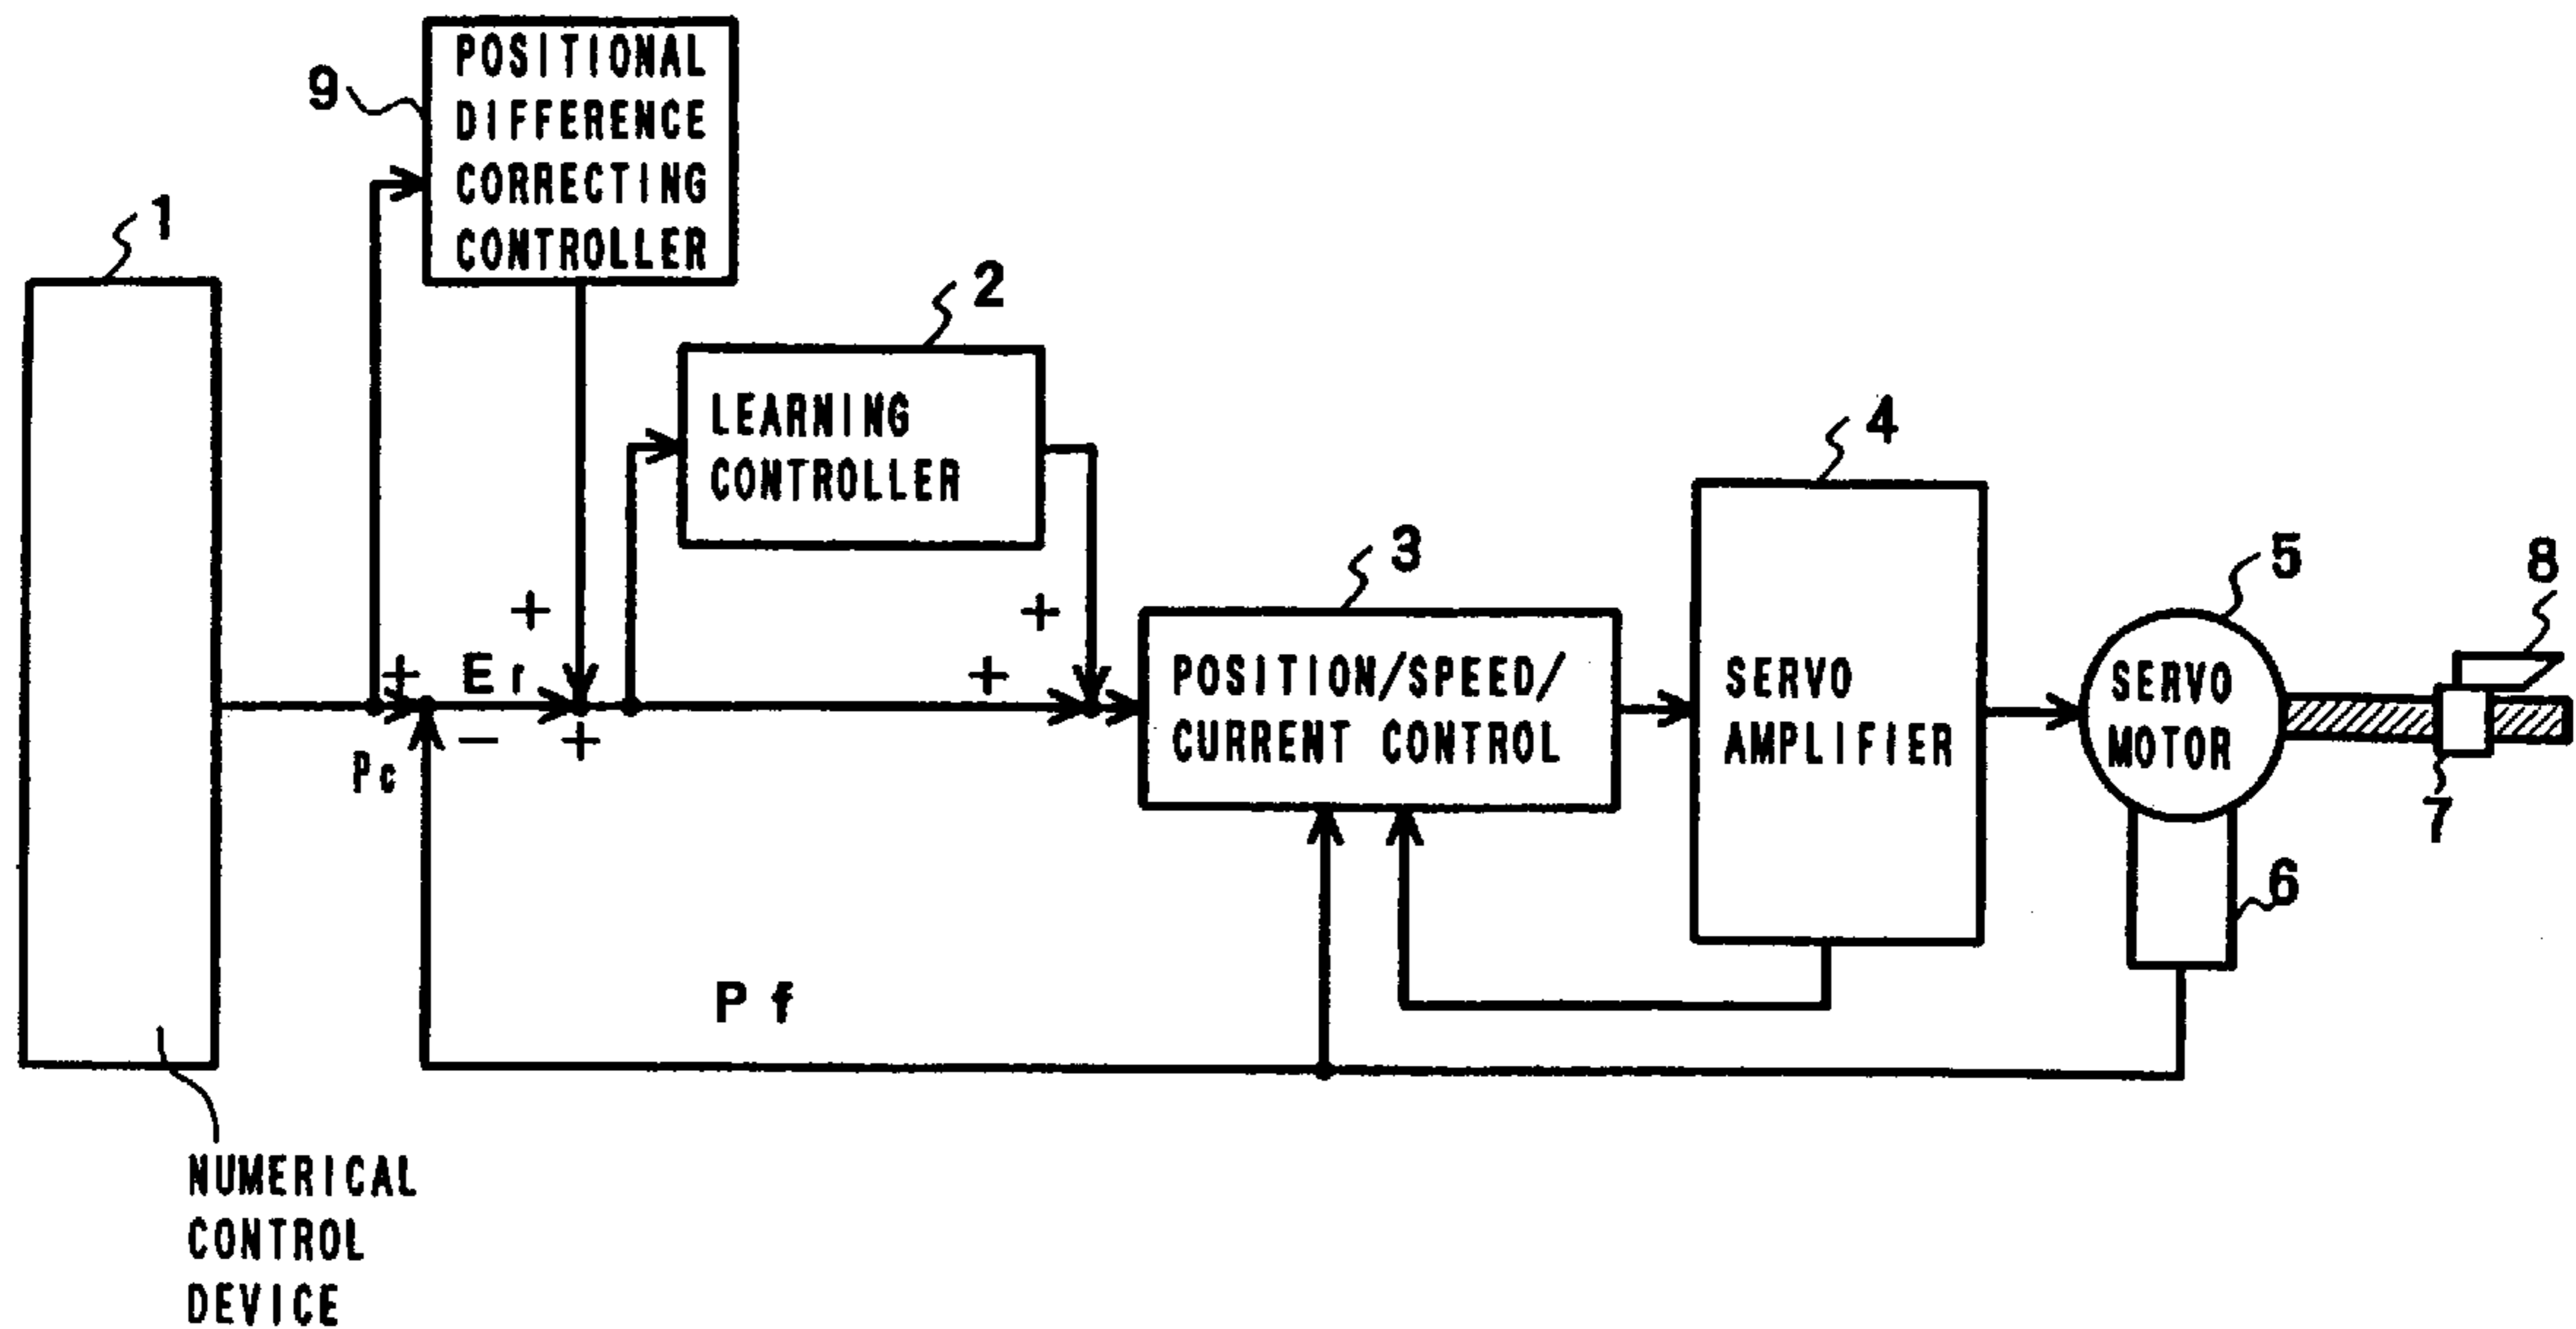 POSITIONAL
DIFFERENCE
CORRECTING
CONTROLLER
9
1
2
LEARNING
CONTROLLER
4
3
5
8
+
+
+
Er
+
POSITION/SPEED/
CURRENT CONTROL
SERVO
AMPLIFIER
SERVO
MOTOR
Pc
−
+
7
6
Pf
NUMERICAL
CONTROL
DEVICE